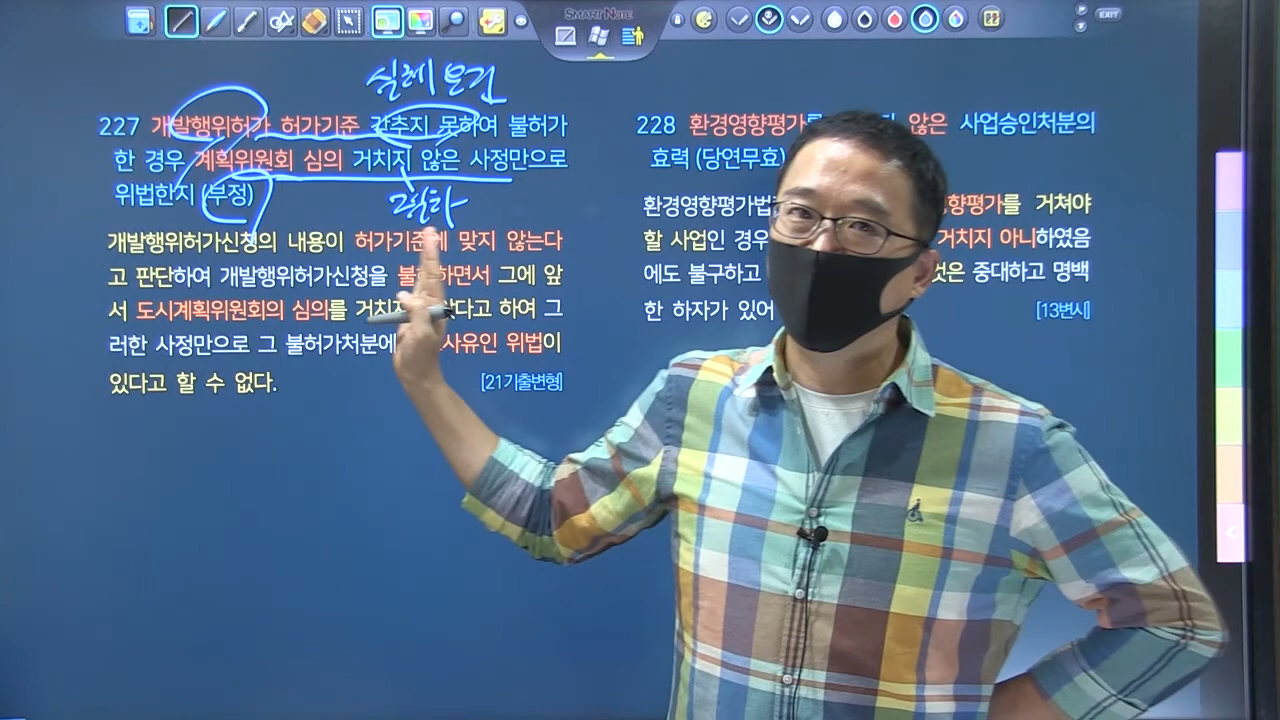 SMART NOTE
EXIT
실체 요건
227 개발행위허가 허가기준 갖추지 못하여 불허가
한 경우 계획위원회 심의 거치지 않은 사정만으로
위법한지 (부정)
절차
개발행위허가신청의 내용이 허가기준에 맞지 않는다
고 판단하여 개발행위허가신청을 불허하면서 그에 앞
서 도시계획위원회의 심의를 거치지 않다고 하여 그
러한 사정만으로 그 불허가처분에 사유인 위법이
있다고 할 수 없다.
[21기출변형]
228 환경영향평가를 않은 사업승인처분의
효력 (당연무효)
환경영향평가법 향평가를 거쳐야
할 사업인 경우 거치지 아니하였음
에도 불구하고 것은 중대하고 명백
한 하자가 있어
[13변시]